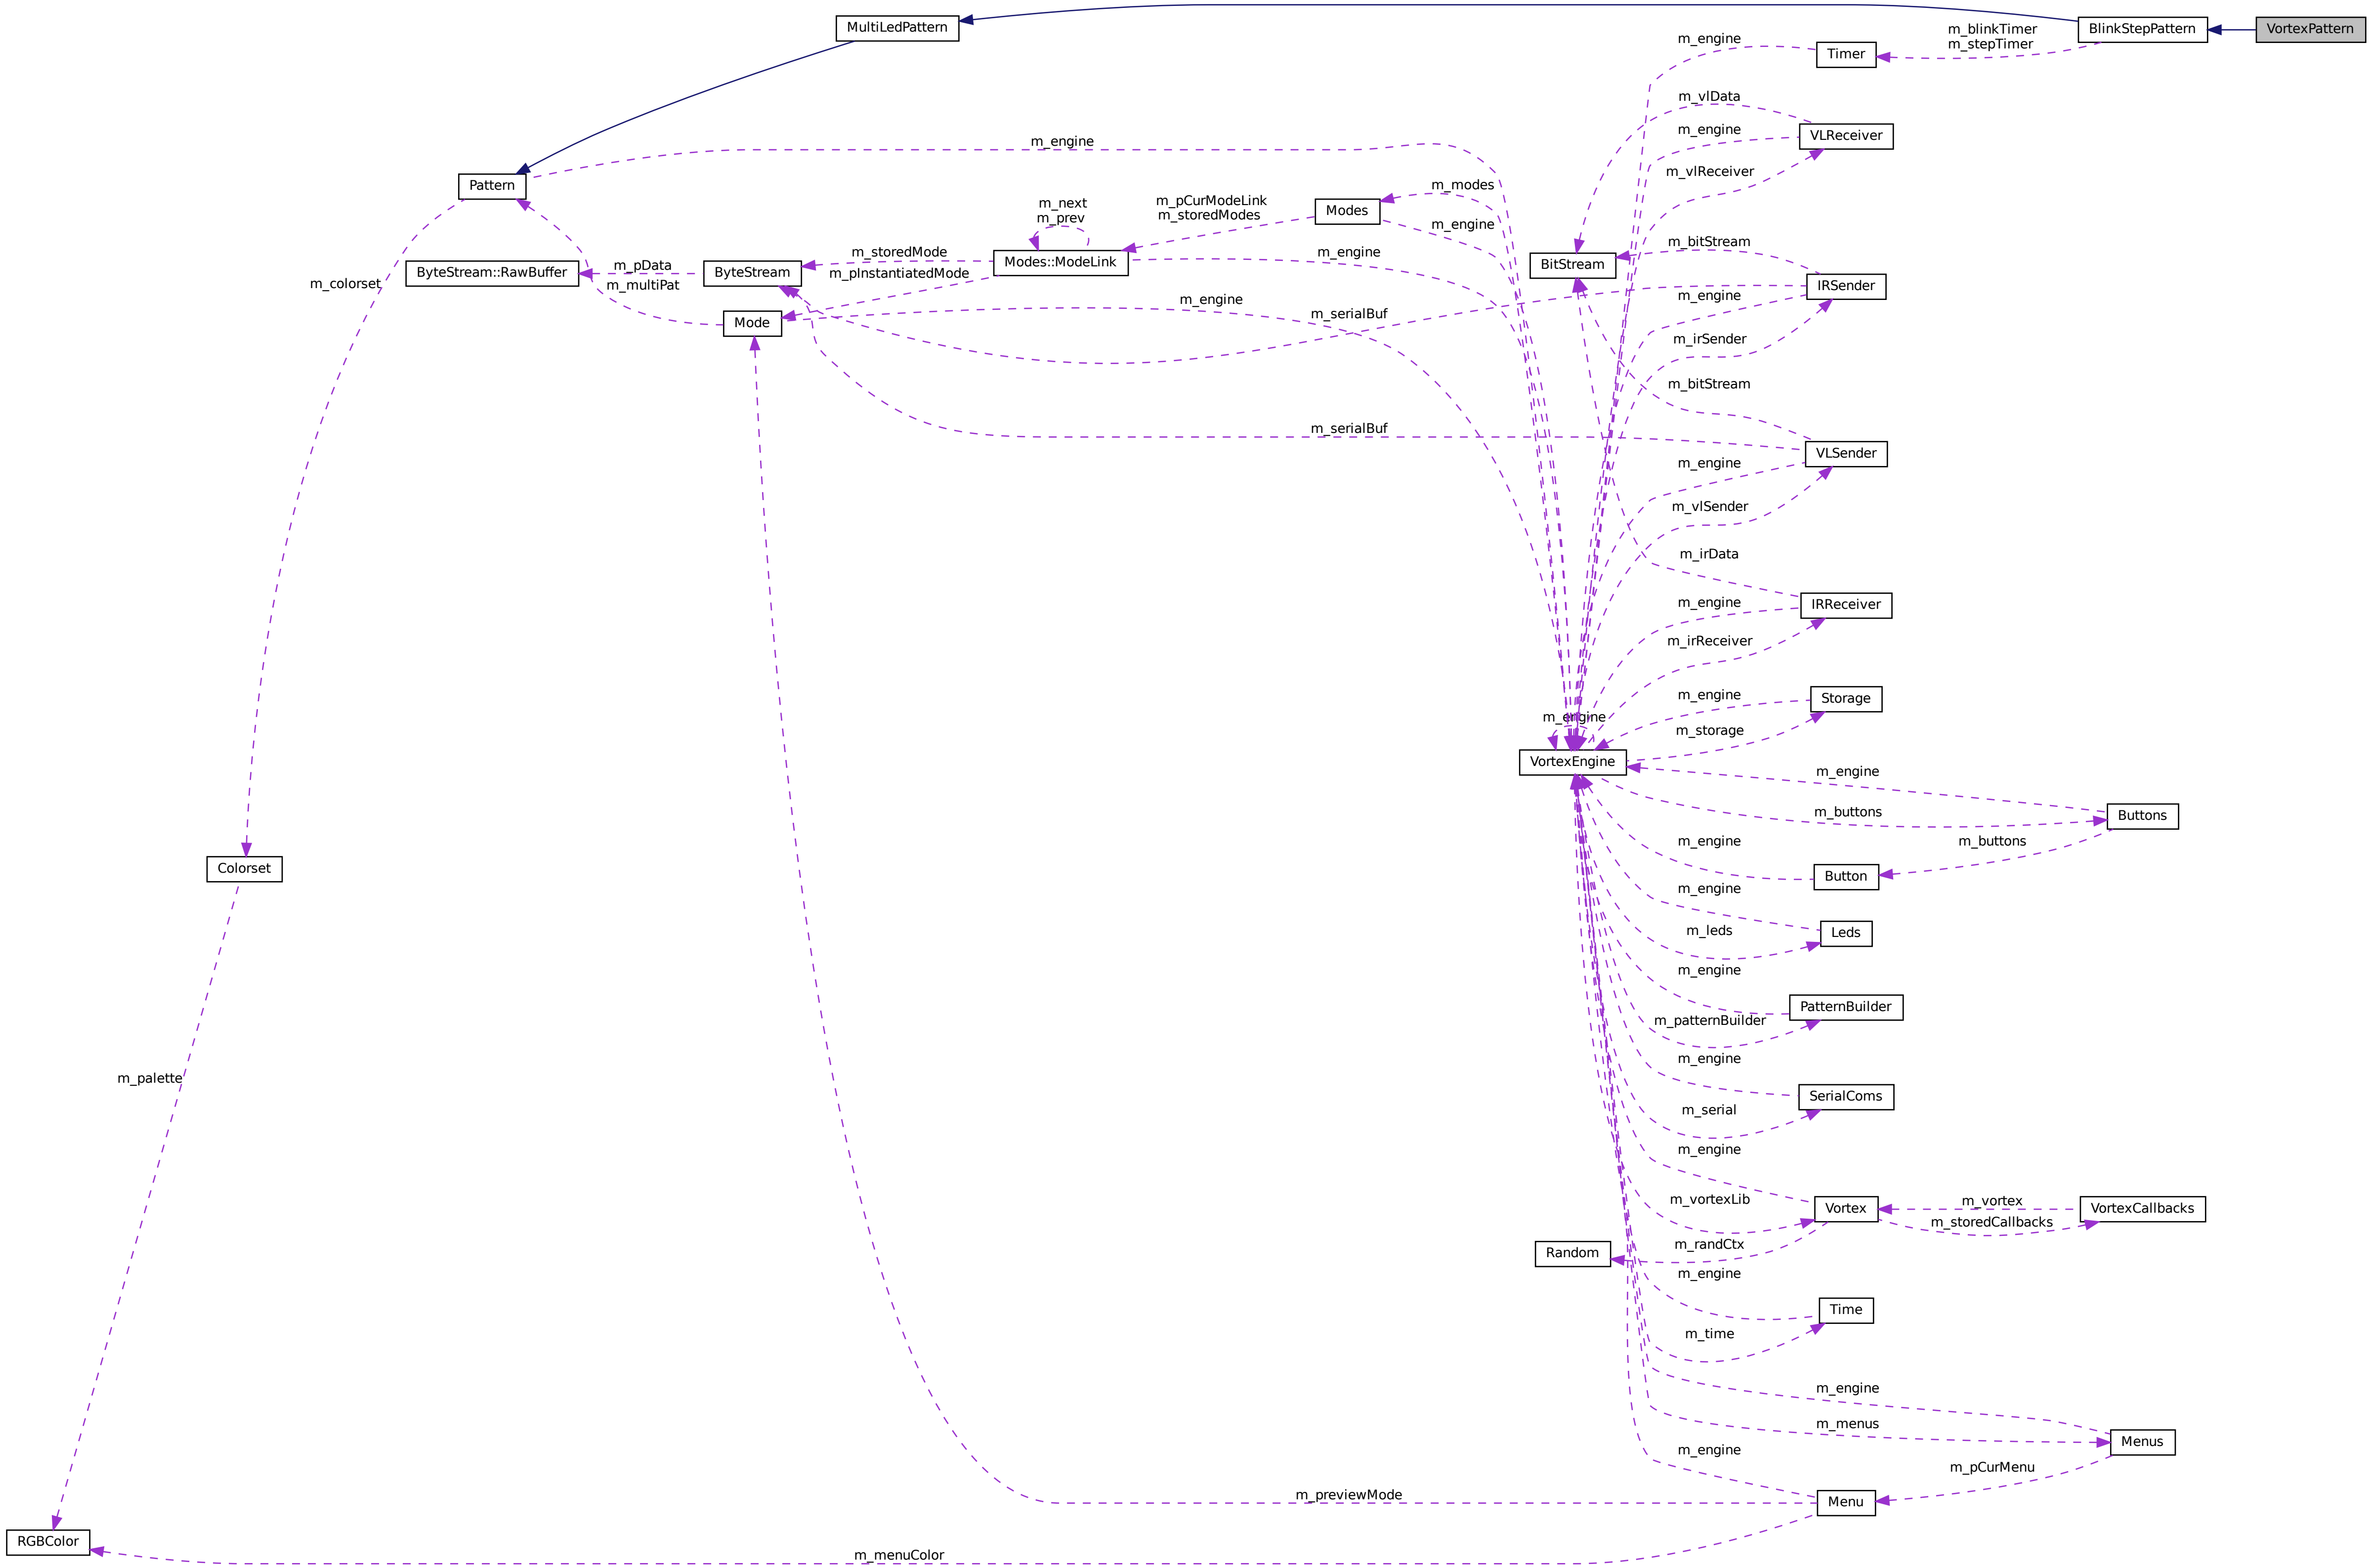 MultiLedPattern
BlinkStepPattern
VortexPattern
m_blinkTimer
m_stepTimer
m_engine
Timer
m_vlData
m_engine
VLReceiver
m_engine
m_vlReceiver
Pattern
m_modes
Modes
m_next
m_prev
m_pCurModeLink
m_storedModes
m_engine
m_bitStream
m_storedMode
Modes::ModeLink
m_engine
BitStream
ByteStream::RawBuffer
m_pData
m_multiPat
ByteStream
m_pInstantiatedMode
m_colorset
IRSender
m_engine
m_engine
m_serialBuf
Mode
m_irSender
m_bitStream
m_serialBuf
VLSender
m_engine
m_vlSender
m_irData
m_engine
IRReceiver
m_irReceiver
m_engine
Storage
m_engine
m_storage
VortexEngine
m_engine
m_buttons
Buttons
m_engine
m_buttons
Colorset
Button
m_engine
m_leds
Leds
m_engine
PatternBuilder
m_patternBuilder
m_engine
m_palette
SerialComs
m_serial
m_engine
m_vortexLib
Vortex
m_vortex
m_storedCallbacks
VortexCallbacks
m_randCtx
Random
m_engine
Time
m_time
m_engine
m_menus
Menus
m_engine
m_pCurMenu
m_previewMode
Menu
RGBColor
m_menuColor